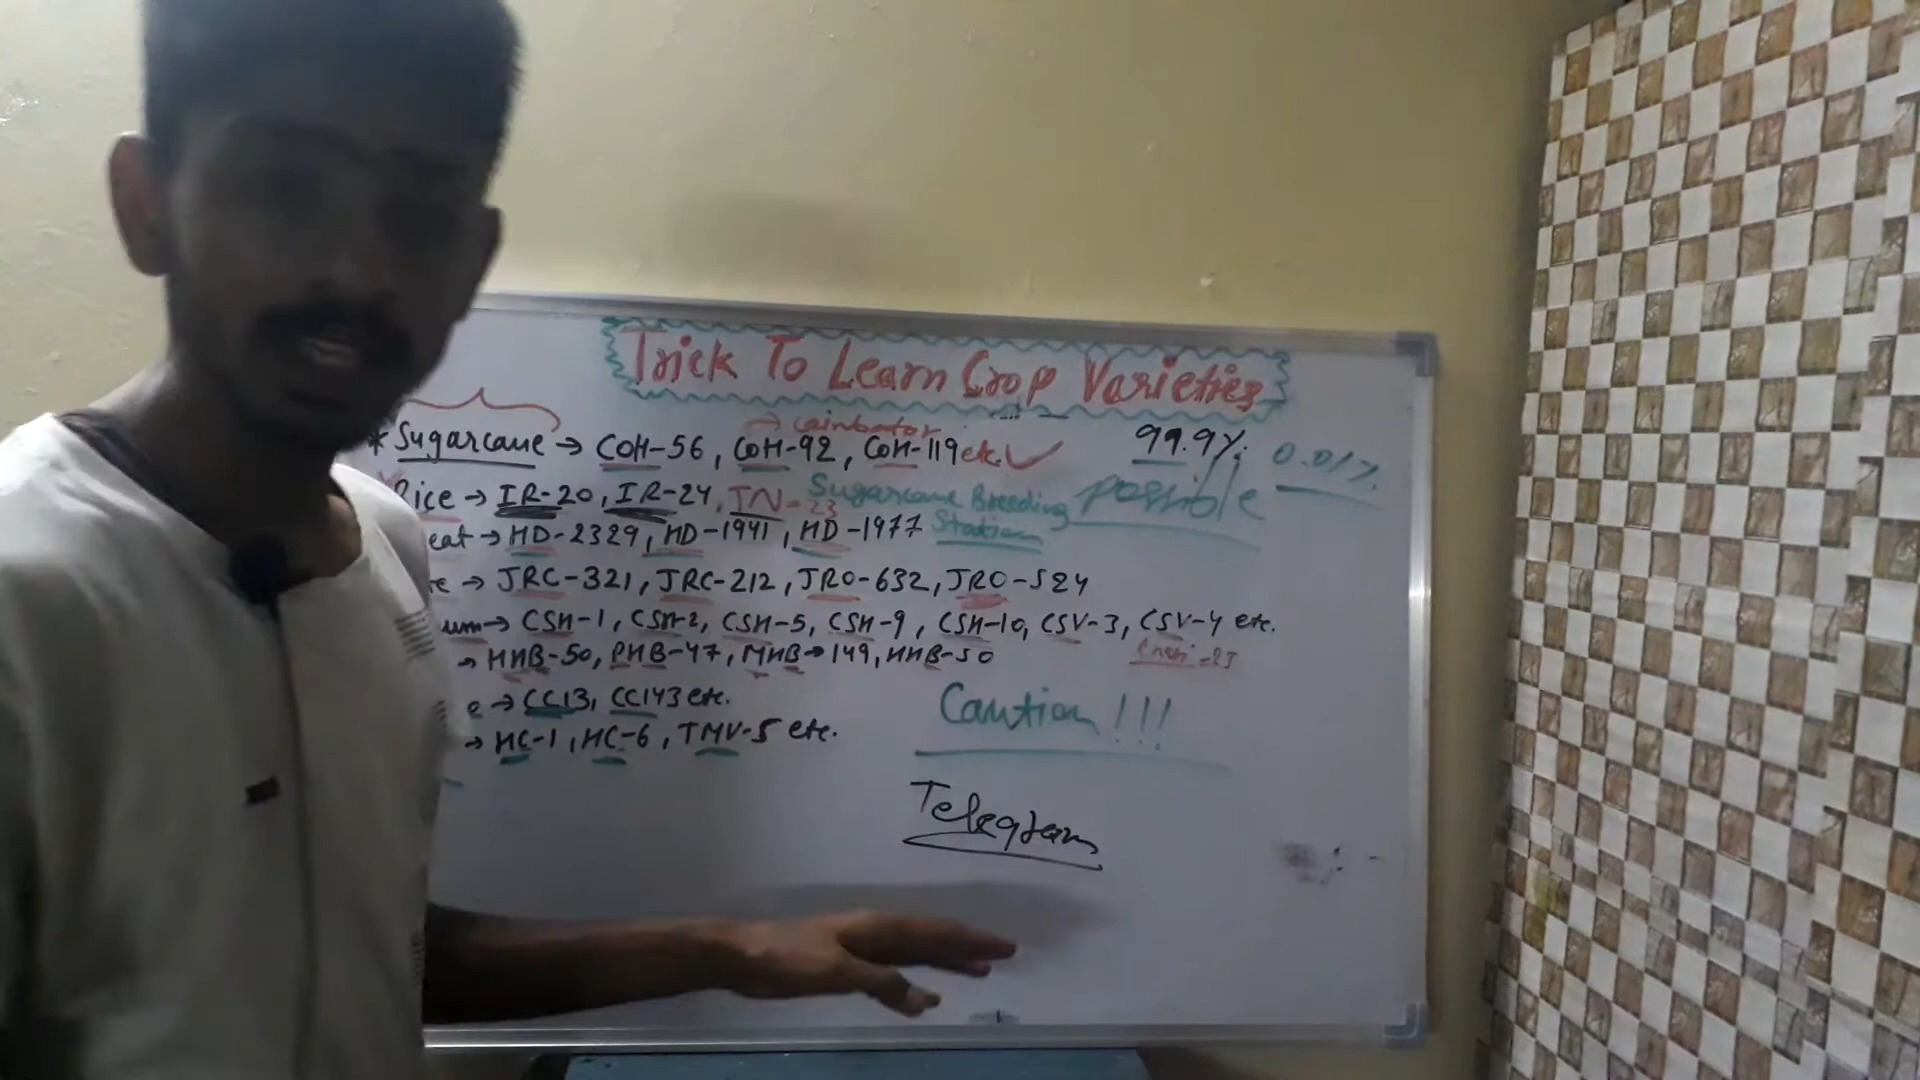 Trick To Learn Crop Varieties
→ coinbator
* Sugarcane → COH-56, COH-92, COH-119 etc. ✓
99.9%
0.01%
Rice → IR-20, IR-24, TN-23
Sugarcane Breeding Station
possible
eat → HD-2329, HD-1941, HD-1977
te → JRC-321, JRC-212, JRO-632, JRO-524
um → CSH-1, CSH-2, CSH-5, CSH-9, CSH-10, CSV-3, CSV-4 etc.
→ HHB-50, PHB-47, MHB→149, HHB-50
e → CC13, CC143 etc.
Caution!!!
→ HC-1, HC-6, TMV-5 etc.
Telegram